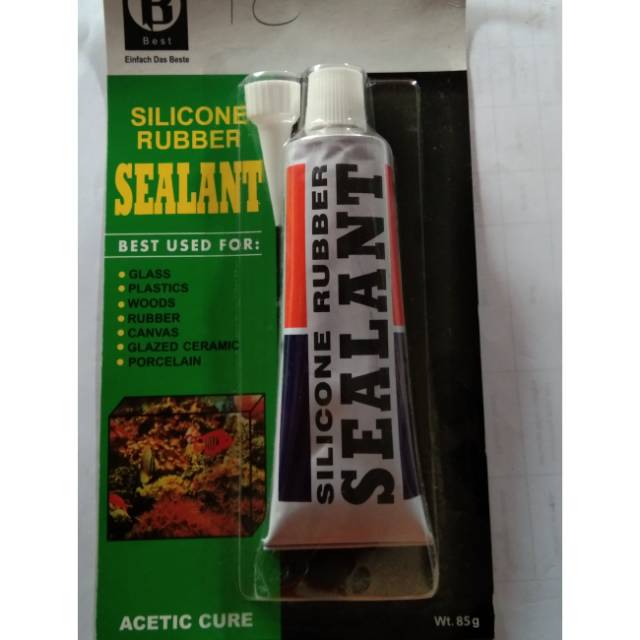 B
Best
Einfach Das Beste
SILICONE
RUBBER
SEALANT
BEST USED FOR:
GLASS
PLASTICS
WOODS
RUBBER
CANVAS
GLAZED CERAMIC
PORCELAIN
ACETIC CURE
SILICONE RUBBER
SEALANT
Wt. 85g